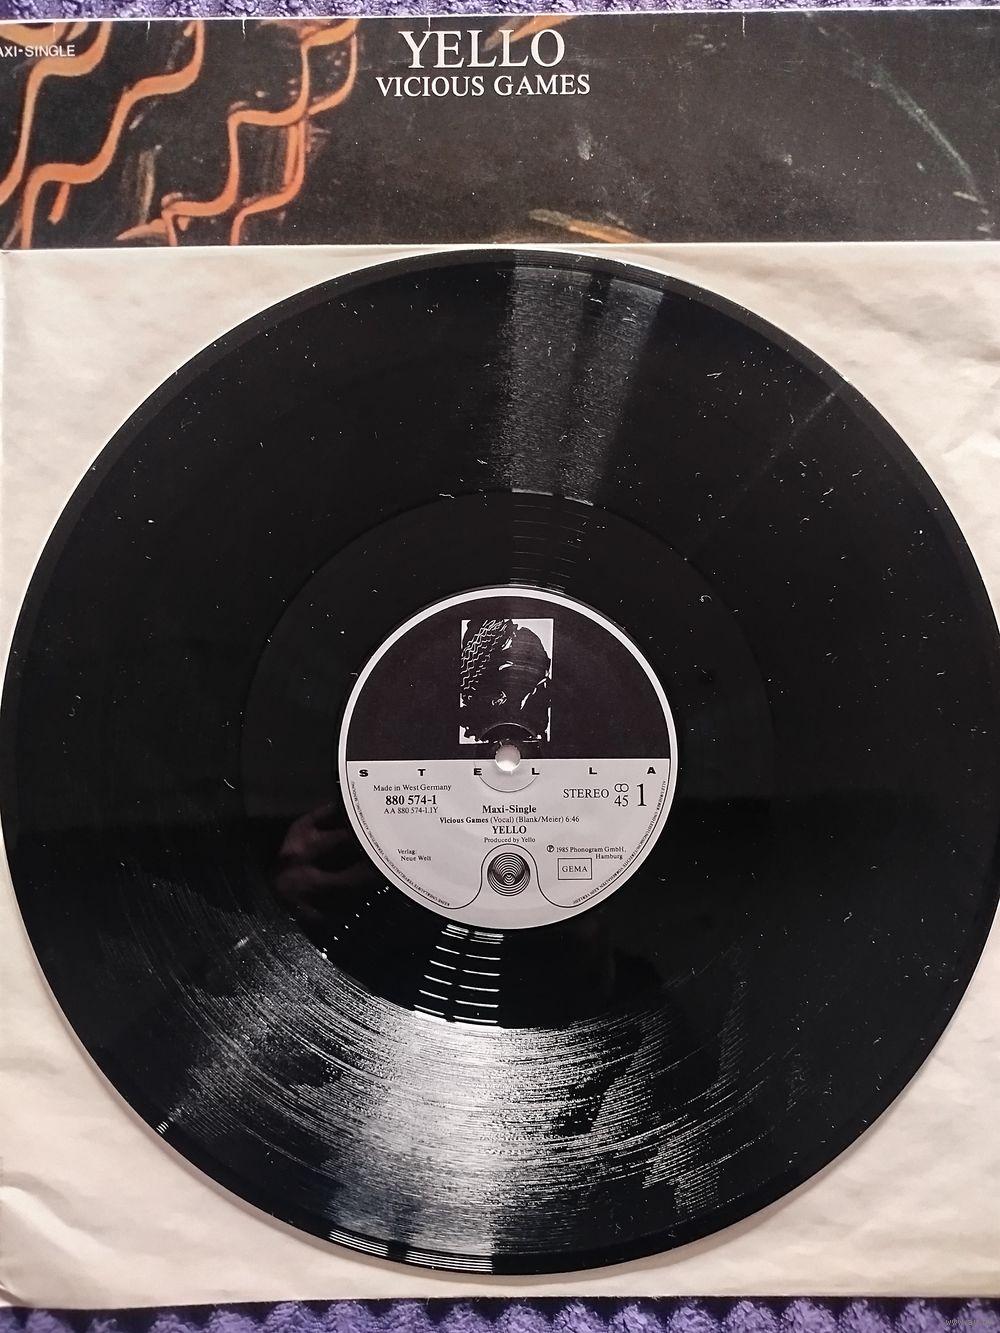 AXI-SINGLE
YELLO
VICIOUS GAMES
S T E L L A
Made in West Germany
880 574-1
AA 880 574-1.1Y
STEREO
45
1
Maxi-Single
Vicious Games (Vocal) (Blank/Meier) 6:46
YELLO
Produced by Yello
Verlag:
Neue Welt
℗ 1985 Phonogram GmbH,
Hamburg
GEMA